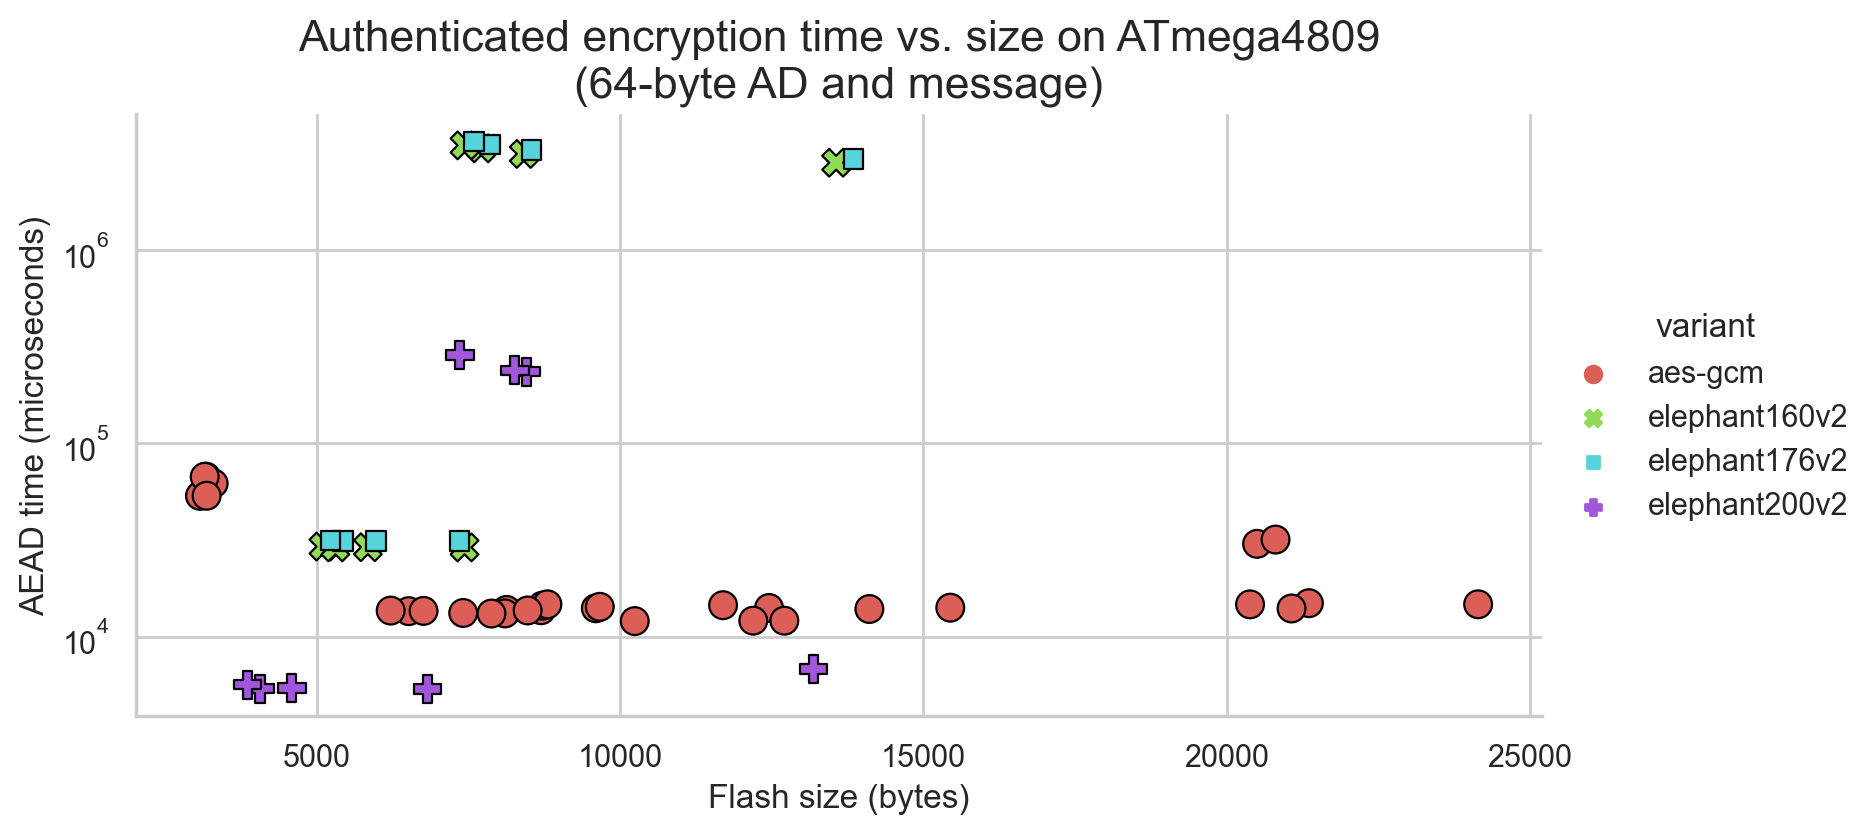 Authenticated encryption time vs. size on ATmega4809
(64-byte AD and message)
AEAD time (microseconds)
10^6
10^5
10^4
5000 10000 15000 20000 25000
Flash size (bytes)
variant
aes-gcm
elephant160v2
elephant176v2
elephant200v2